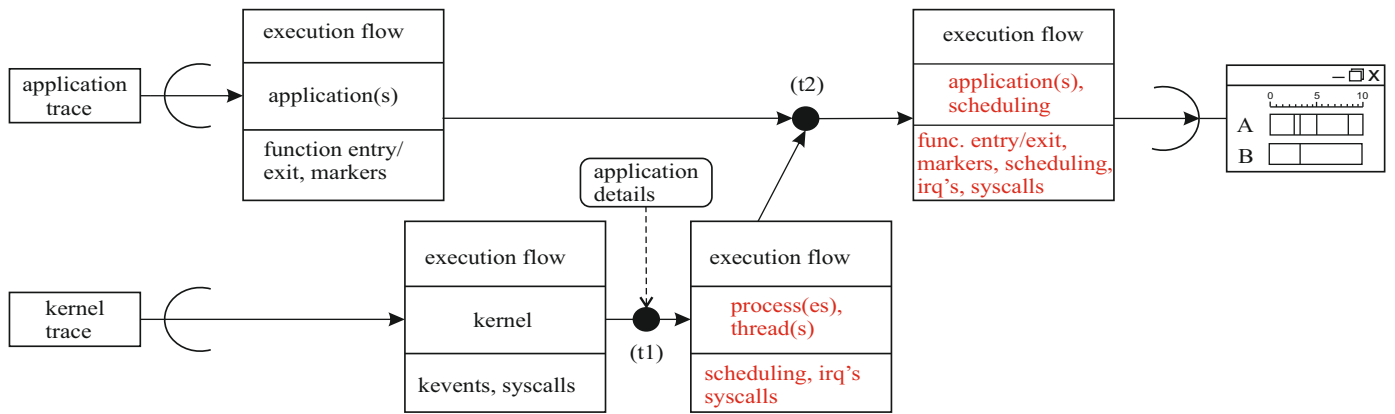 application
trace
execution flow
application(s)
function entry/
exit, markers
(t2)
execution flow
application(s),
scheduling
func. entry/exit,
markers, scheduling,
irq's, syscalls
X
0 5 10
A
B
application
details
kernel
trace
execution flow
kernel
kevents, syscalls
(t1)
execution flow
process(es),
thread(s)
scheduling, irq's
syscalls